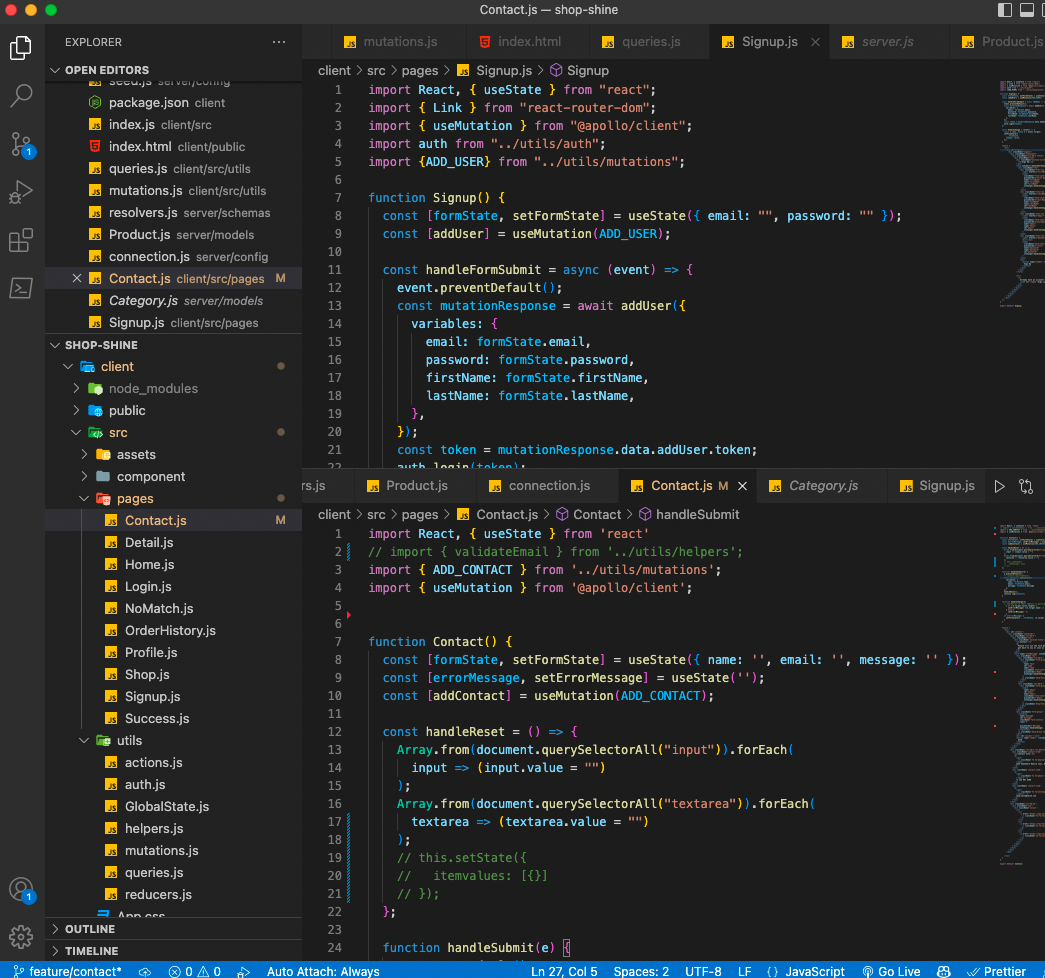 Contact.js — shop-shine
EXPLORER
OPEN EDITORS
seed.js server/config
package.json client
index.js client/src
index.html client/public
queries.js client/src/utils
mutations.js client/src/utils
resolvers.js server/schemas
Product.js server/models
connection.js server/config
Contact.js client/src/pages M
Category.js server/models
Signup.js client/src/pages
SHOP-SHINE
client
node_modules
public
src
assets
component
pages
Contact.js M
Detail.js
Home.js
Login.js
NoMatch.js
OrderHistory.js
Profile.js
Shop.js
Signup.js
Success.js
utils
actions.js
auth.js
GlobalState.js
helpers.js
mutations.js
queries.js
reducers.js
App.css
OUTLINE
TIMELINE
mutations.js index.html queries.js Signup.js server.js Product.js
client > src > pages > Signup.js > Signup
1 import React, { useState } from "react";
2 import { Link } from "react-router-dom";
3 import { useMutation } from "@apollo/client";
4 import auth from "../utils/auth";
5 import {ADD_USER} from "../utils/mutations";
6
7 function Signup() {
8 const [formState, setFormState] = useState({ email: "", password: "" });
9 const [addUser] = useMutation(ADD_USER);
10
11 const handleFormSubmit = async (event) => {
12 event.preventDefault();
13 const mutationResponse = await addUser({
14 variables: {
15 email: formState.email,
16 password: formState.password,
17 firstName: formState.firstName,
18 lastName: formState.lastName,
19 },
20 });
21 const token = mutationResponse.data.addUser.token;
22 auth.login(token);
rs.js Product.js connection.js Contact.js M Category.js Signup.js
client > src > pages > Contact.js > Contact > handleSubmit
1 import React, { useState } from 'react'
2 // import { validateEmail } from '../utils/helpers';
3 import { ADD_CONTACT } from '../utils/mutations';
4 import { useMutation } from '@apollo/client';
5
6
7 function Contact() {
8 const [formState, setFormState] = useState({ name: '', email: '', message: '' });
9 const [errorMessage, setErrorMessage] = useState('');
10 const [addContact] = useMutation(ADD_CONTACT);
11
12 const handleReset = () => {
13 Array.from(document.querySelectorAll("input")).forEach(
14 input => (input.value = "")
15 );
16 Array.from(document.querySelectorAll("textarea")).forEach(
17 textarea => (textarea.value = "")
18 );
19 // this.setState({
20 // itemvalues: [{}]
21 // });
22 };
23
24 function handleSubmit(e) {
feature/contact* 0 0 Auto Attach: Always Ln 27, Col 5 Spaces: 2 UTF-8 LF {} JavaScript Go Live Prettier
1
1